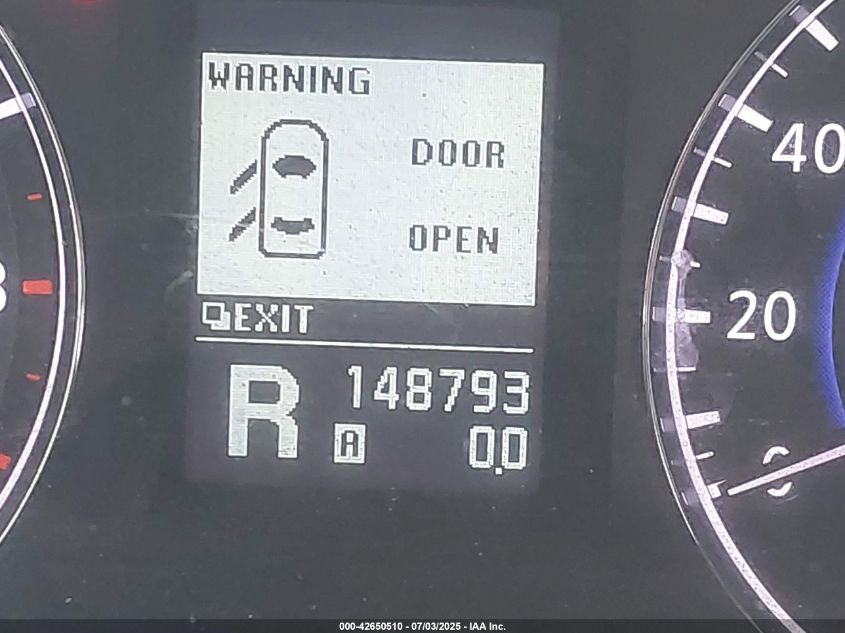 WARNING
DOOR
OPEN
EXIT
R 148793
A 0.0
40
20
0
000-42650510 - 07/03/2025 - IAA Inc.